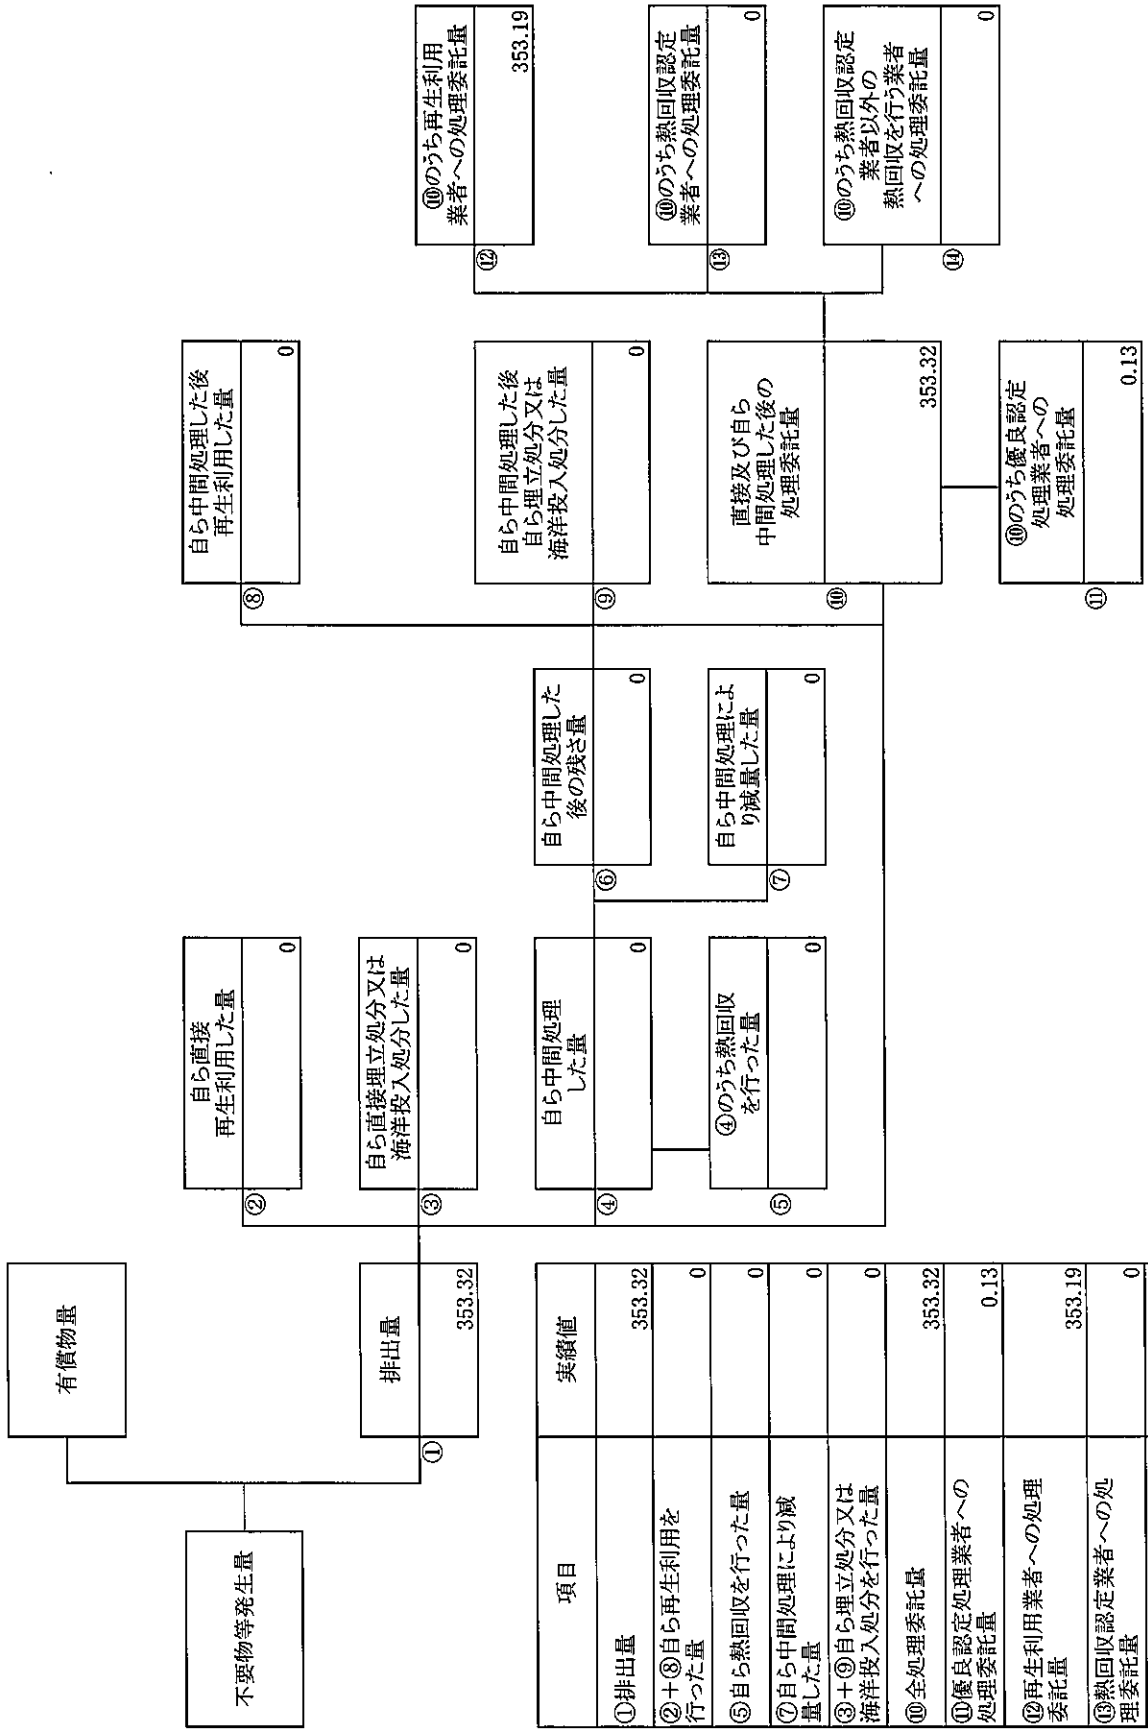 不要物等発生量
有償物量
①
排出量
353.32
②
自ら直接
再生利用した量
0
③
自ら直接埋立処分又は
海洋投入処分した量
0
④
自ら中間処理
した量
0
⑤
④のうち熱回収
を行った量
0
⑥
自ら中間処理した
後の残さ量
0
⑦
自ら中間処理によ
り減量した量
0
⑧
自ら中間処理した後
再生利用した量
0
⑨
自ら中間処理した後
自ら埋立処分又は
海洋投入処分した量
0
⑩
直接及び自ら
中間処理した後の
処理委託量
353.32
⑪
⑩のうち優良認定
処理業者への
処理委託量
0.13
⑫
⑩のうち再生利用
業者への処理委託量
353.19
⑬
⑩のうち熱回収認定
業者への処理委託量
0
⑭
⑩のうち熱回収認定
業者以外の
熱回収を行う業者
への処理委託量
0
項目 実績値
①排出量 353.32
②+⑧自ら再生利用を
行った量 0
⑤自ら熱回収を行った量 0
⑦自ら中間処理により減
量した量 0
③+⑨自ら埋立処分又は
海洋投入処分を行った量 0
⑩全処理委託量 353.32
⑪優良認定処理業者への
処理委託量 0.13
⑫再生利用業者への処理
委託量 353.19
⑬熱回収認定業者への処
理委託量 0